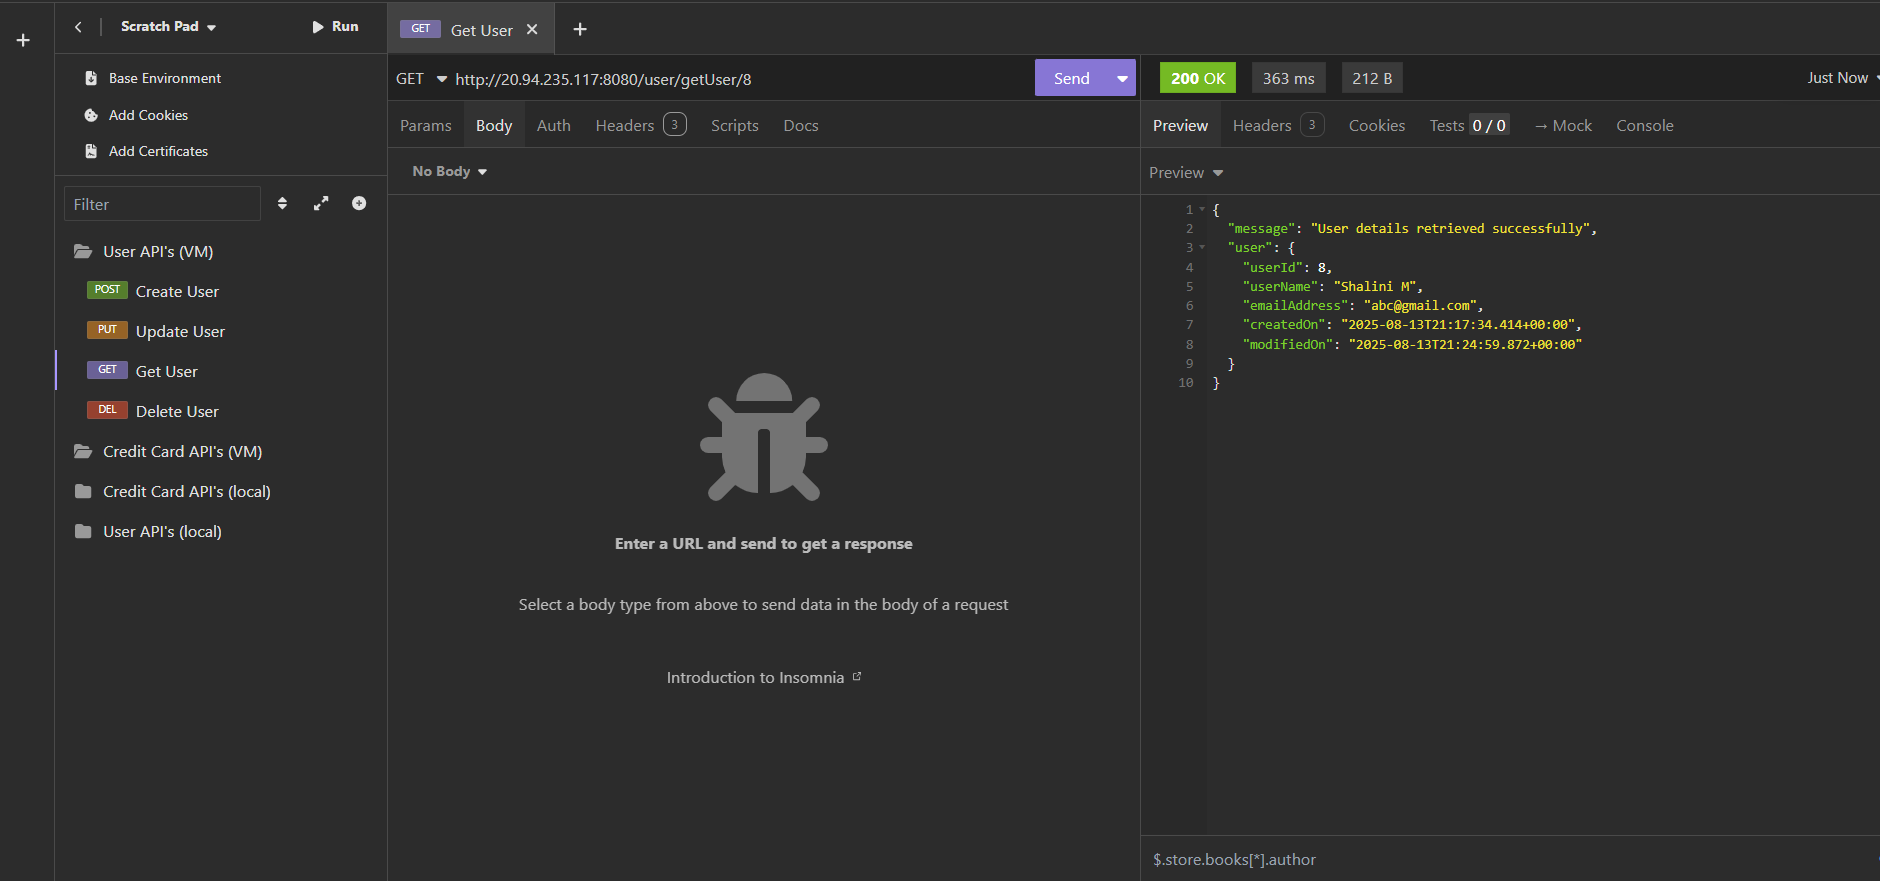 Scratch Pad
Run
Base Environment
Add Cookies
Add Certificates
Filter
User API's (VM)
POST Create User
PUT Update User
GET Get User
DEL Delete User
Credit Card API's (VM)
Credit Card API's (local)
User API's (local)
GET Get User
GET http://20.94.235.117:8080/user/getUser/8
Send
Params Body Auth Headers 3 Scripts Docs
No Body
Enter a URL and send to get a response
Select a body type from above to send data in the body of a request
Introduction to Insomnia
200 OK 363 ms 212 B Just Now
Preview Headers 3 Cookies Tests 0 / 0 → Mock Console
Preview
1 {
2 "message": "User details retrieved successfully",
3 "user": {
4 "userId": 8,
5 "userName": "Shalini M",
6 "emailAddress": "abc@gmail.com",
7 "createdOn": "2025-08-13T21:17:34.414+00:00",
8 "modifiedOn": "2025-08-13T21:24:59.872+00:00"
9 }
10 }
$.store.books[*].author